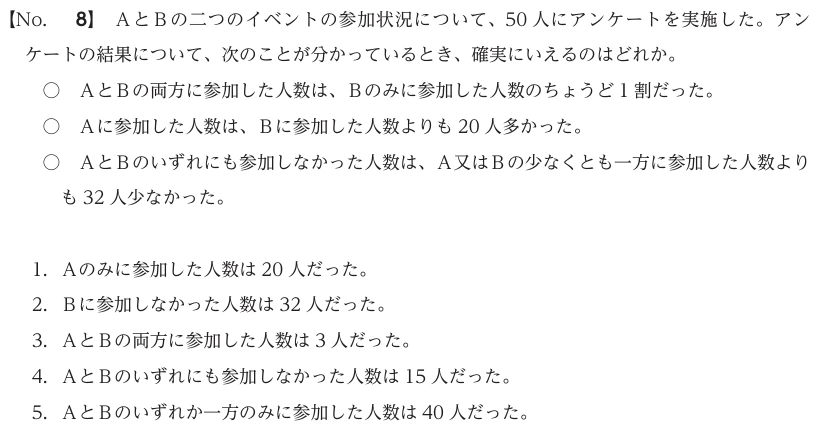 【No. 8】 AとBの二つのイベントの参加状況について、50 人にアンケートを実施した。アン
ケートの結果について、次のことが分かっているとき、確実にいえるのはどれか。
○ AとBの両方に参加した人数は、Bのみに参加した人数のちょうど 1 割だった。
○ Aに参加した人数は、Bに参加した人数よりも 20 人多かった。
○ AとBのいずれにも参加しなかった人数は、A又はBの少なくとも一方に参加した人数より
も 32 人少なかった。
1. Aのみに参加した人数は 20 人だった。
2. Bに参加しなかった人数は 32 人だった。
3. AとBの両方に参加した人数は 3 人だった。
4. AとBのいずれにも参加しなかった人数は 15 人だった。
5. AとBのいずれか一方のみに参加した人数は 40 人だった。